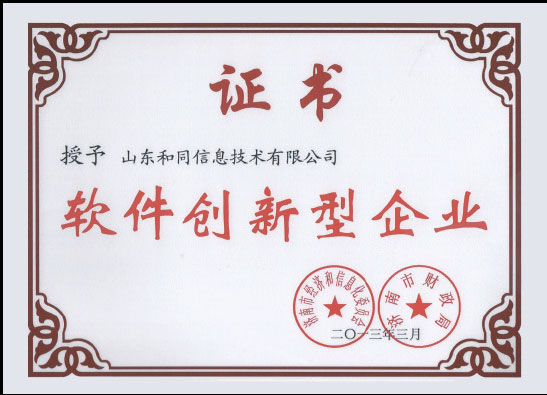 证书
授予 山东和同信息技术有限公司
软件创新型企业
济南市经济和信息化委员会
济南市财政局
二〇一三年三月